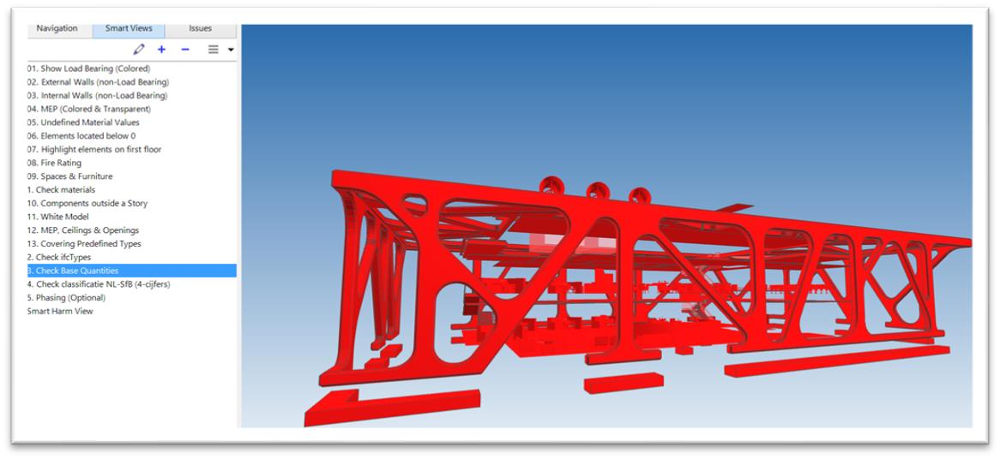 Navigation Smart Views Issues
01. Show Load Bearing (Colored)
02. External Walls (non-Load Bearing)
03. Internal Walls (non-Load Bearing)
04. MEP (Colored & Transparent)
05. Undefined Material Values
06. Elements located below 0
07. Highlight elements on first floor
08. Fire Rating
09. Spaces & Furniture
1. Check materials
10. Components outside a Story
11. White Model
12. MEP, Ceilings & Openings
13. Covering Predefined Types
2. Check ifcTypes
3. Check Base Quantities
4. Check classificatie NL-SfB (4-cijfers)
5. Phasing (Optional)
Smart Harm View